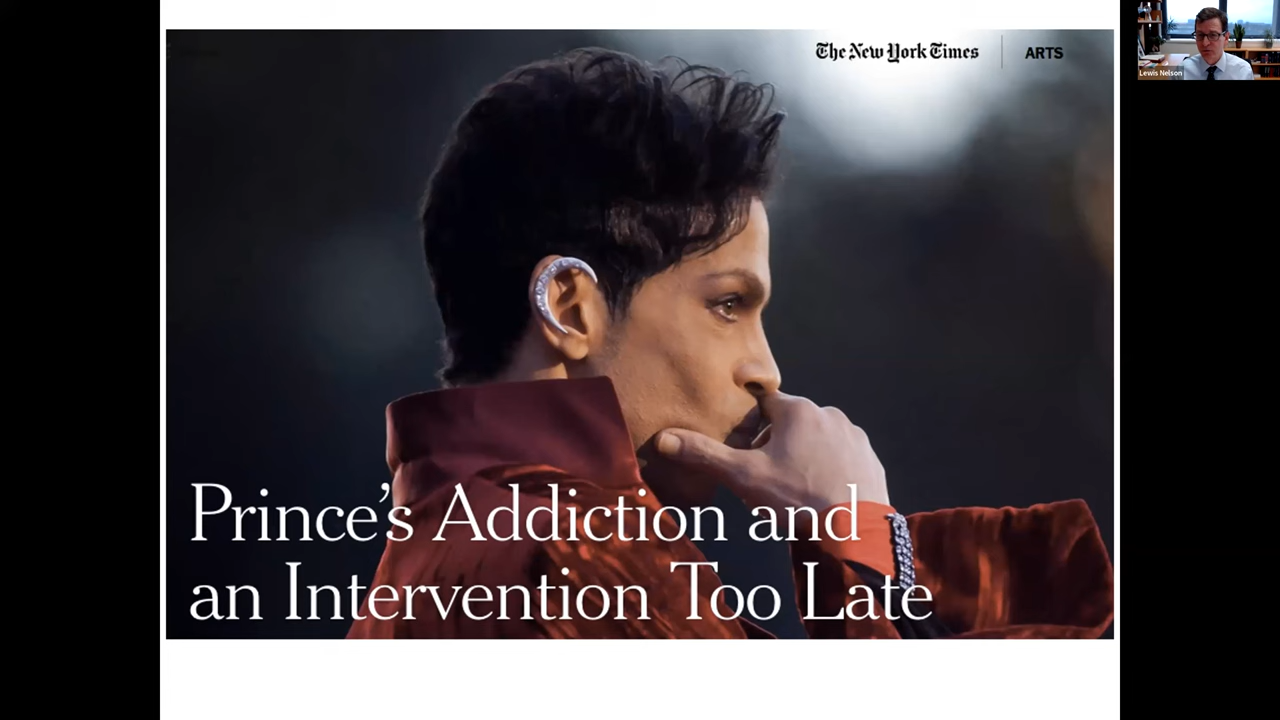 The New York Times | ARTS
Lewis Nelson
Prince's Addiction and
an Intervention Too Late